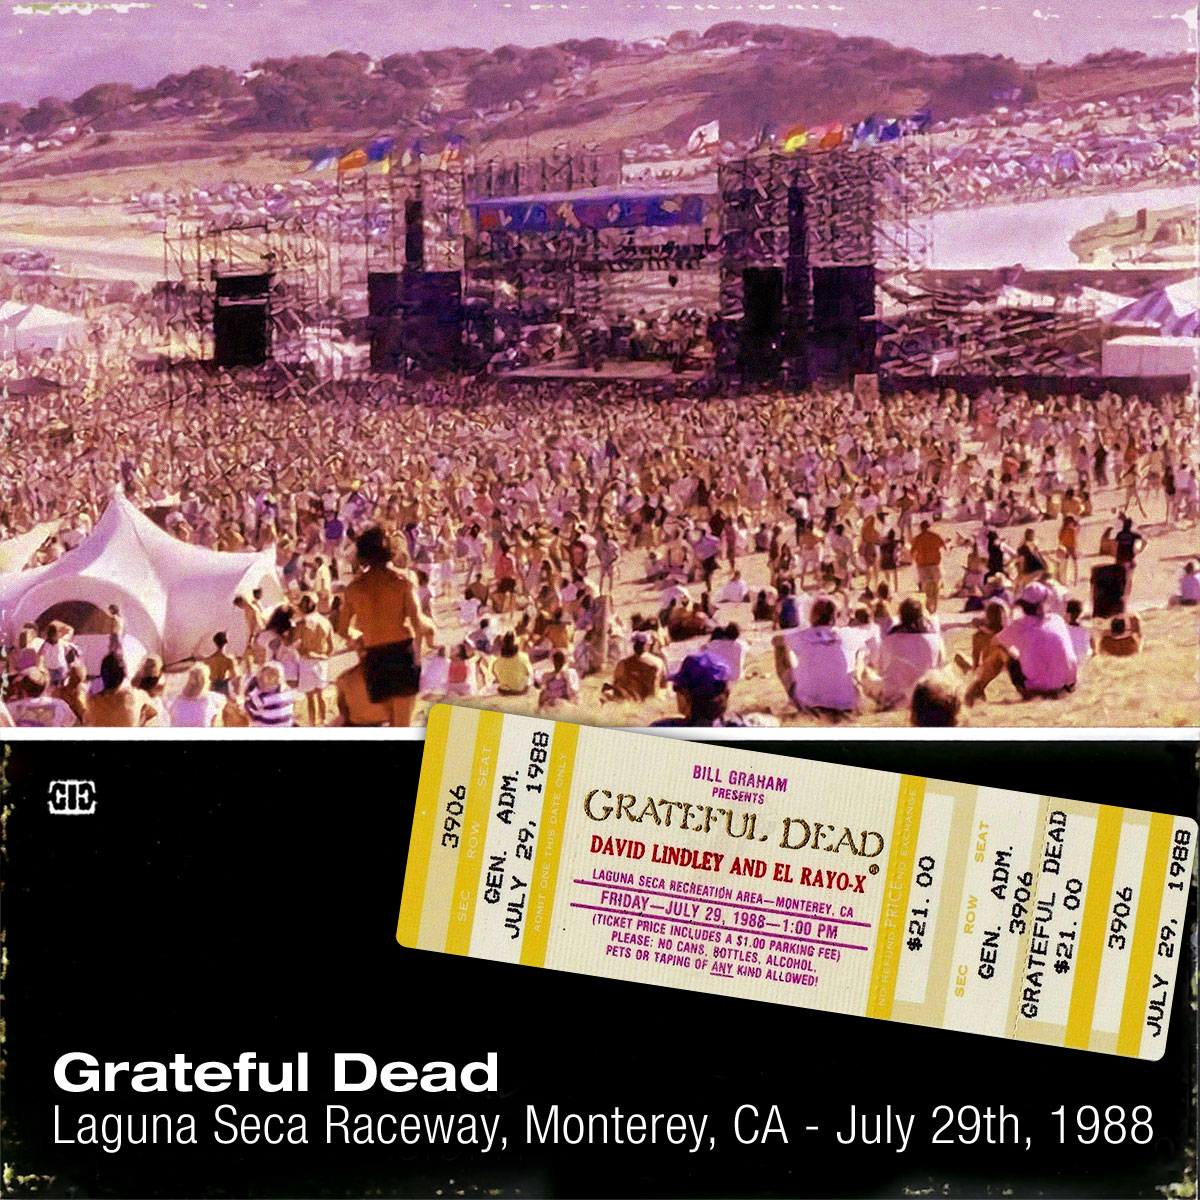 3906
SEC ROW SEAT
GEN. ADM.
JULY 29, 1988
ADMIT ONE THIS DATE ONLY
BILL GRAHAM
PRESENTS
GRATEFUL DEAD®
DAVID LINDLEY AND EL RAYO-X
LAGUNA SECA RECREATION AREA—MONTEREY, CA
FRIDAY—JULY 29, 1988—1:00 PM
(TICKET PRICE INCLUDES A $1.00 PARKING FEE)
PLEASE: NO CANS, BOTTLES, ALCOHOL,
PETS OR TAPING OF ANY KIND ALLOWED!
NO REFUND PRICE NO EXCHANGE
$21.00
SEC ROW SEAT
GEN. ADM.
3906
GRATEFUL DEAD
$21.00
3906
JULY 29, 1988
Grateful Dead
Laguna Seca Raceway, Monterey, CA - July 29th, 1988